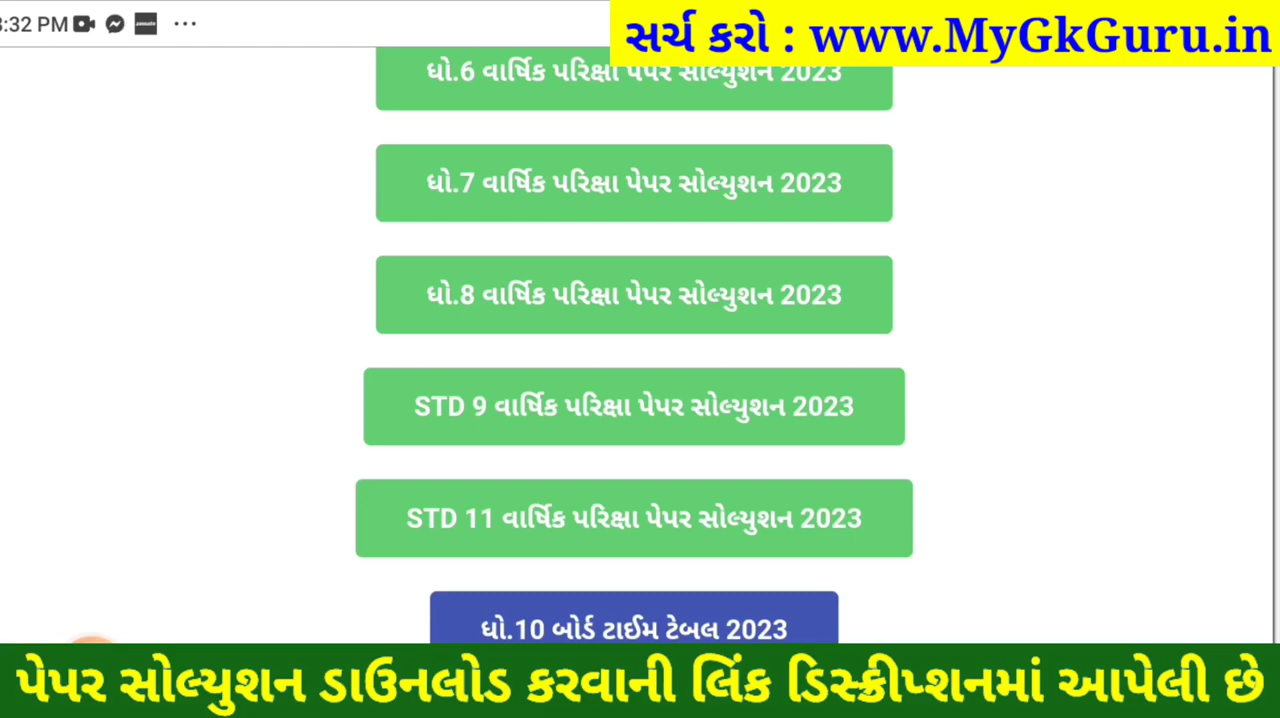 :32 PM
સર્ચ કરો : www.MyGkGuru.in
ધો.6 વાર્ષિક પરિક્ષા પેપર સોલ્યુશન 2023
ધો.7 વાર્ષિક પરિક્ષા પેપર સોલ્યુશન 2023
ધો.8 વાર્ષિક પરિક્ષા પેપર સોલ્યુશન 2023
STD 9 વાર્ષિક પરિક્ષા પેપર સોલ્યુશન 2023
STD 11 વાર્ષિક પરિક્ષા પેપર સોલ્યુશન 2023
ધો.10 બોર્ડ ટાઈમ ટેબલ 2023
પેપર સોલ્યુશન ડાઉનલોડ કરવાની લિંક ડિસ્ક્રીપ્શનમાં આપેલી છે